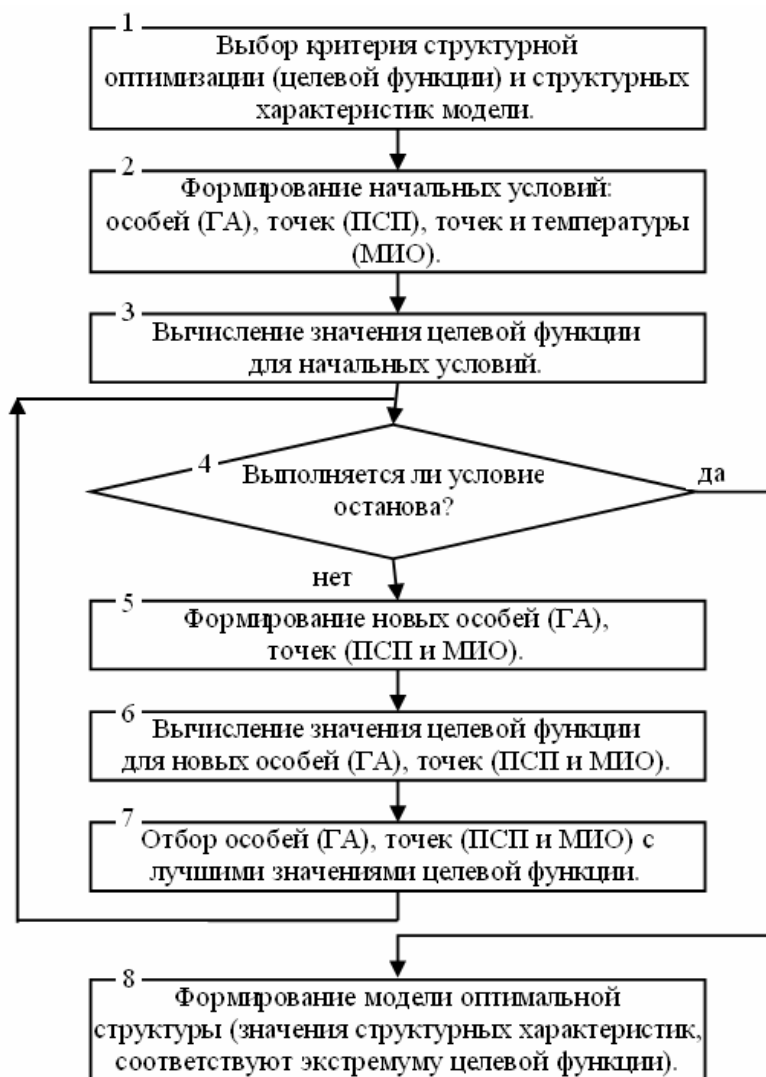 1
Выбор критерия структурной
оптимизации (целевой функции) и структурных
характеристик модели.
2
Формирование начальных условий:
особей (ГА), точек (ПСП), точек и температуры
(МИО).
3
Вычисление значения целевой функции
для начальных условий.
4
Выполняется ли условие
останова?
да
нет
5
Формирование новых особей (ГА),
точек (ПСП и МИО).
6
Вычисление значения целевой функции
для новых особей (ГА), точек (ПСП и МИО).
7
Отбор особей (ГА), точек (ПСП и МИО) с
лучшими значениями целевой функции.
8
Формирование модели оптимальной
структуры (значения структурных характеристик,
соответствуют экстремуму целевой функции).